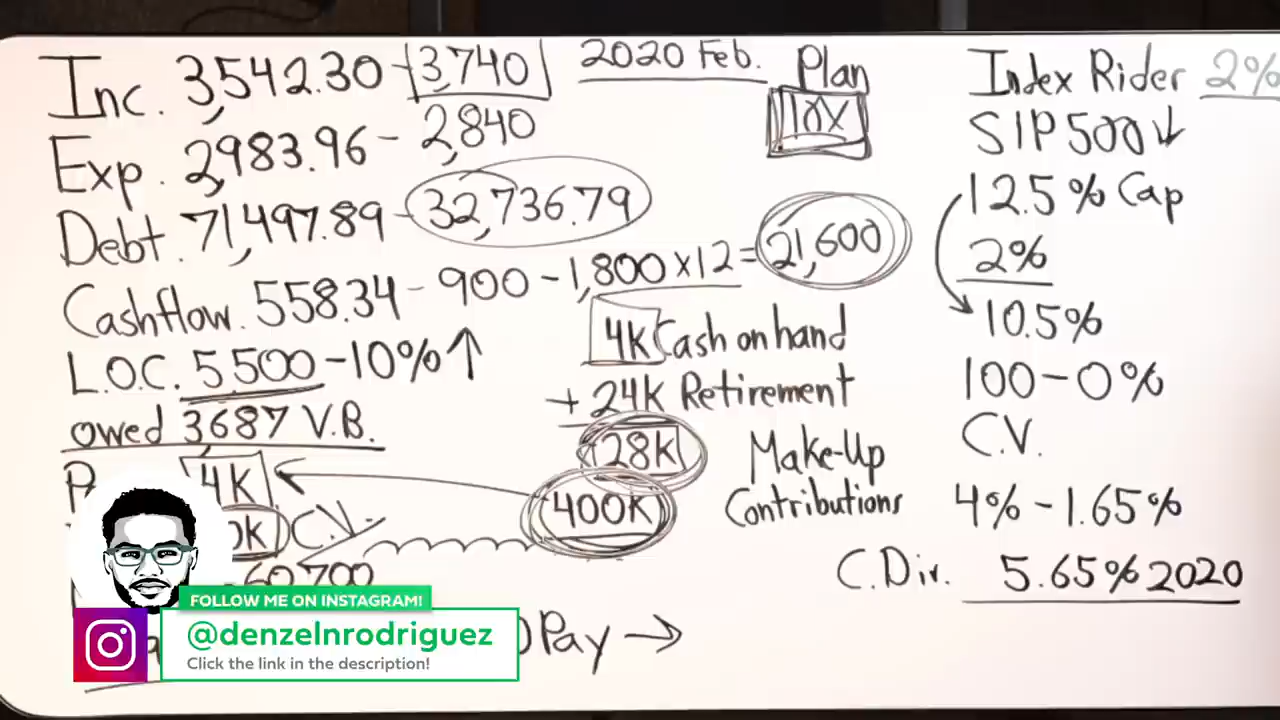 Inc. 3,542.30 - 3,740
Exp. 2,983.96 - 2,840
Debt. 71,497.89 - 32,736.79
Cashflow. 558.34 - 900 - 1,800 x 12 = 21,600
L.O.C. 5,500 - 10% ↑
owed 3,687 V.B.
4K
C.V.
60,700
Pay →
2020 Feb.
Plan
10X
4K Cash on hand
+ 24K Retirement
28K
400K
Make-Up
Contributions
Index Rider 2%
S&P 500 ↓
12.5% Cap
2%
10.5%
100 - 0%
C.V.
4% - 1.65%
C.Div. 5.65% 2020
FOLLOW ME ON INSTAGRAM!
@denzelnrodriguez
Click the link in the description!